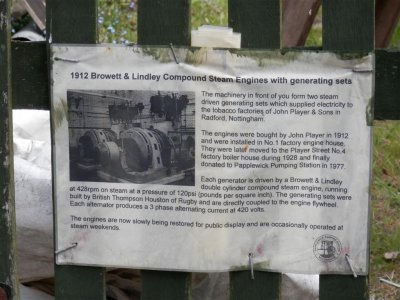 1912 Browett & Lindley Compound Steam Engines with generating sets
The machinery in front of you form two steam
driven generating sets which supplied electricity to
the tobacco factories of John Player & Sons in
Radford, Nottingham.
The engines were bought by John Player in 1912
and were installed in No.1 factory engine house.
They were later moved to the Player Street No.4
factory boiler house during 1928 and finally
donated to Papplewick Pumping Station in 1977.
Each generator is driven by a Browett & Lindley
double cylinder compound steam engine, running
at 428rpm on steam at a pressure of 120psi (pounds per square inch). The generating sets were
built by British Thompson Houston of Rugby and are directly coupled to the engine flywheel.
Each alternator produces a 3 phase alternating current at 420 volts.
The engines are now slowly being restored for public display and are occasionally operated at
steam weekends.